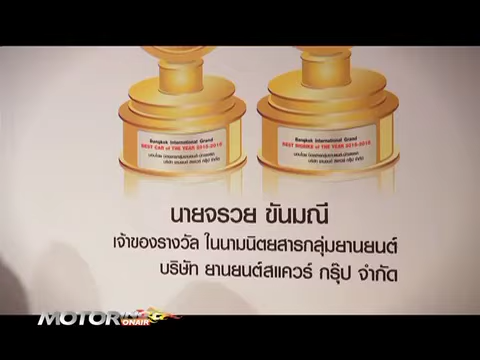 Bangkok International Grand
BEST CAR of THE YEAR 2015-2016
Bangkok International Grand
BEST BIGBIKE of THE YEAR 2015-2016
นายจรวย ขันมณี
เจ้าของรางวัล ในนามนิตยสารกลุ่มยานยนต์
บริษัท ยานยนต์สแควร์ กรุ๊ป จำกัด
MOTOR
ONAIR